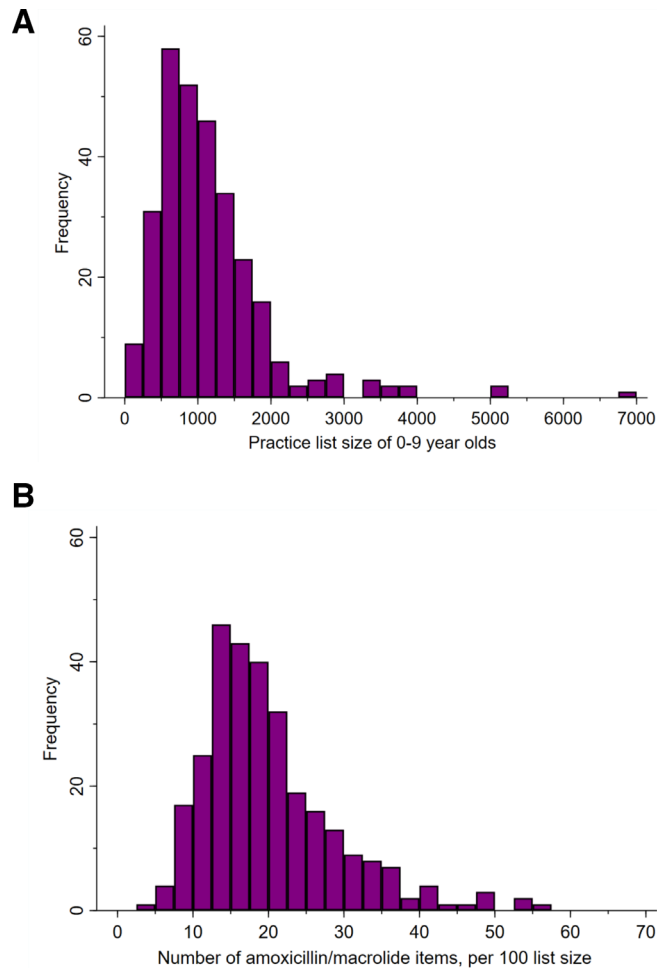 A
60
40
20
0
Frequency
0 1000 2000 3000 4000 5000 6000 7000
Practice list size of 0-9 year olds
B
60
40
20
0
Frequency
0 10 20 30 40 50 60 70
Number of amoxicillin/macrolide items, per 100 list size